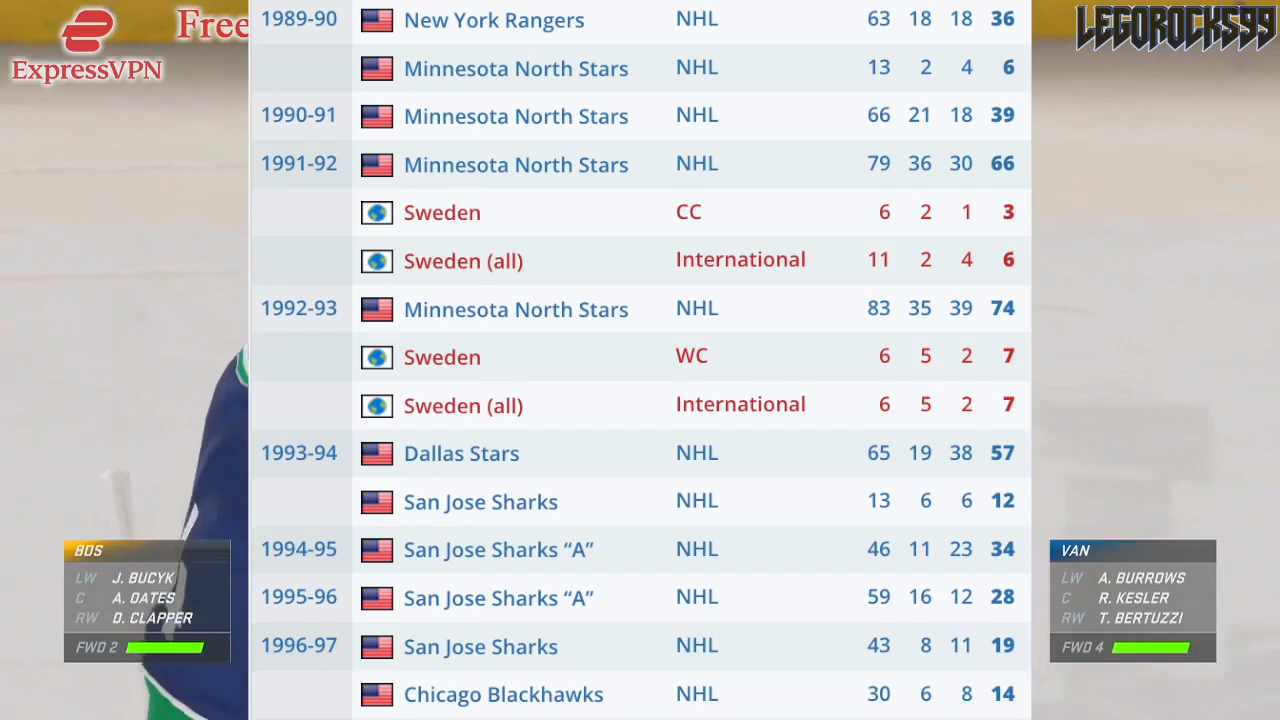 ExpressVPN
Free
LEGOROCKS99
1989-90 New York Rangers NHL 63 18 18 36
Minnesota North Stars NHL 13 2 4 6
1990-91 Minnesota North Stars NHL 66 21 18 39
1991-92 Minnesota North Stars NHL 79 36 30 66
Sweden CC 6 2 1 3
Sweden (all) International 11 2 4 6
1992-93 Minnesota North Stars NHL 83 35 39 74
Sweden WC 6 5 2 7
Sweden (all) International 6 5 2 7
1993-94 Dallas Stars NHL 65 19 38 57
San Jose Sharks NHL 13 6 6 12
1994-95 San Jose Sharks “A” NHL 46 11 23 34
1995-96 San Jose Sharks “A” NHL 59 16 12 28
1996-97 San Jose Sharks NHL 43 8 11 19
Chicago Blackhawks NHL 30 6 8 14
BOS
LW J. BUCYK
C A. OATES
RW D. CLAPPER
FWD 2
VAN
LW A. BURROWS
C R. KESLER
RW T. BERTUZZI
FWD 4